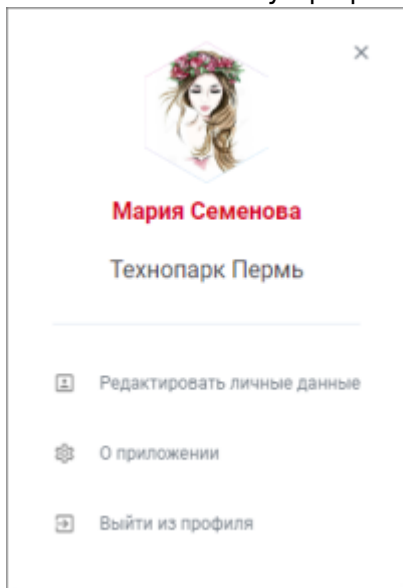 Мария Семенова
Технопарк Пермь
Редактировать личные данные
О приложении
Выйти из профиля